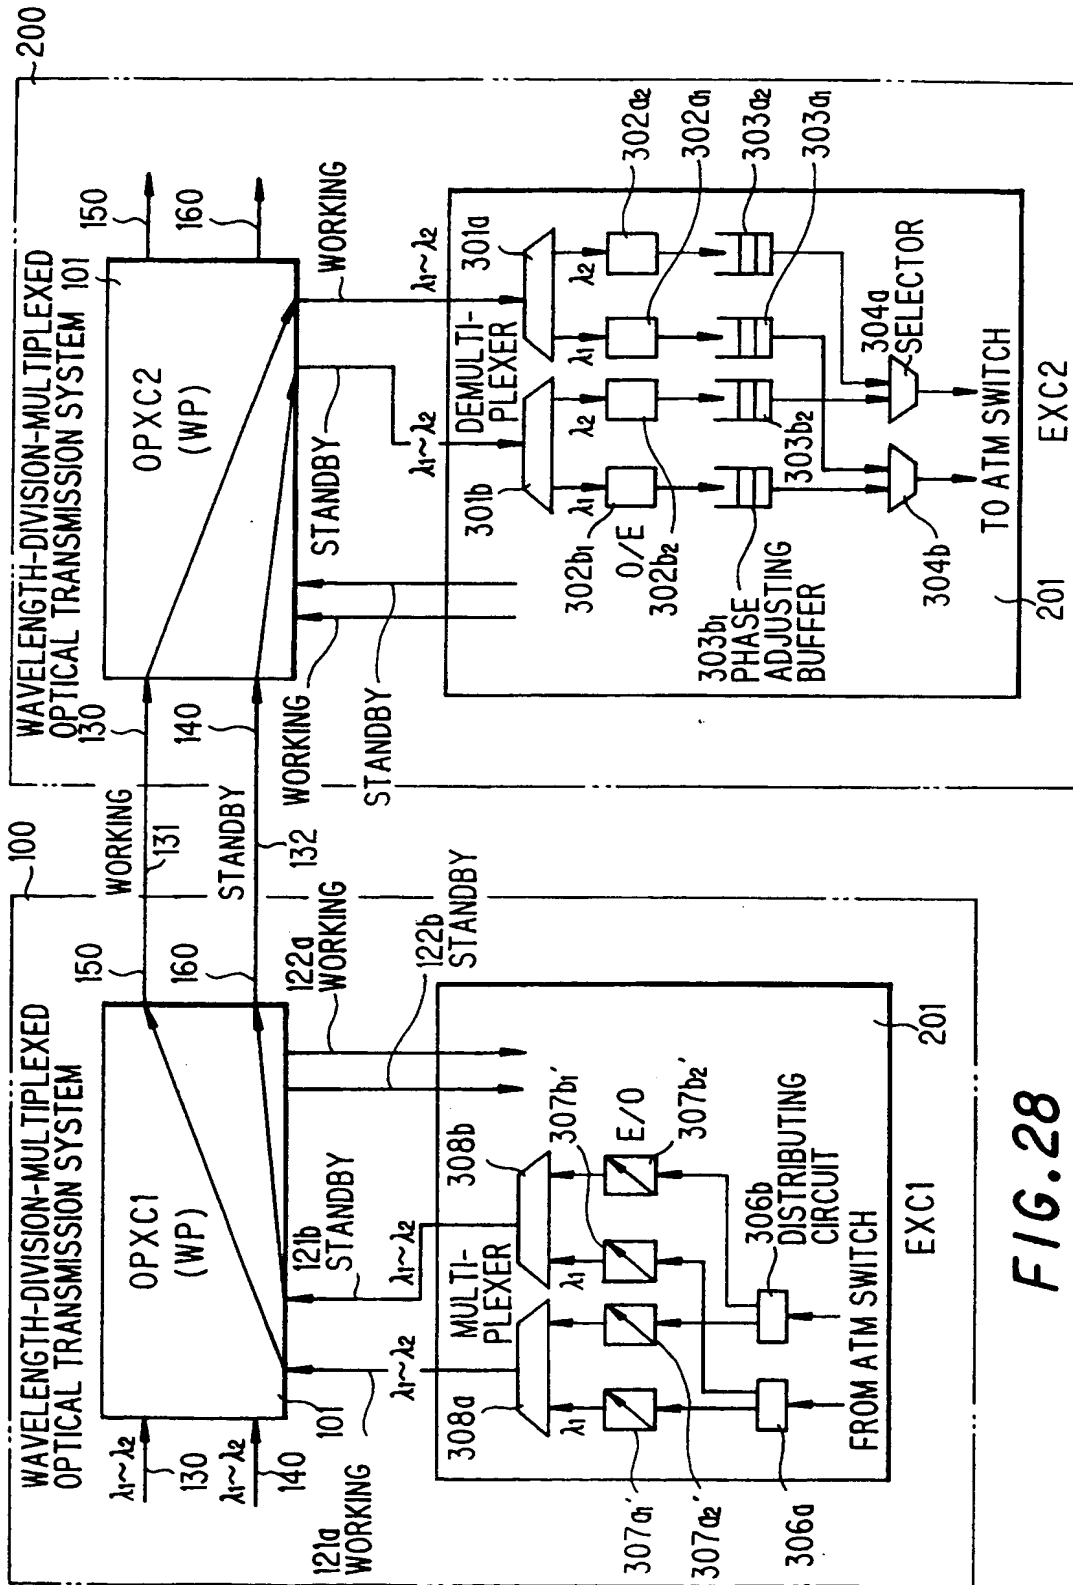 WAVELENGTH-DIVISION-MULTIPLEXED
OPTICAL TRANSMISSION SYSTEM
100
λ1~λ2
130
λ1~λ2
140
OPXC1
(WP)
101
150
160
WORKING
131
STANDBY
132
121a
WORKING
λ1~λ2
121b
STANDBY
λ1~λ2
122a
WORKING
122b
STANDBY
MULTI-
PLEXER
308a
308b
λ1
λ1
307a1'
307a2'
307b1'
E/O
307b2'
306a
306b
DISTRIBUTING
CIRCUIT
FROM ATM SWITCH
201
EXC1
WAVELENGTH-DIVISION-MULTIPLEXED
OPTICAL TRANSMISSION SYSTEM
101
200
130
140
OPXC2
(WP)
150
160
WORKING
STANDBY
STANDBY
WORKING
λ1~λ2
λ1~λ2
DEMULTI-
PLEXER
301b
301a
λ1
λ2
λ1
λ2
302b1
O/E
302b2
302a2
302a1
303b1
PHASE
ADJUSTING
BUFFER
303b2
303a2
303a1
304b
304a
SELECTOR
TO ATM SWITCH
201
EXC2
FIG.28